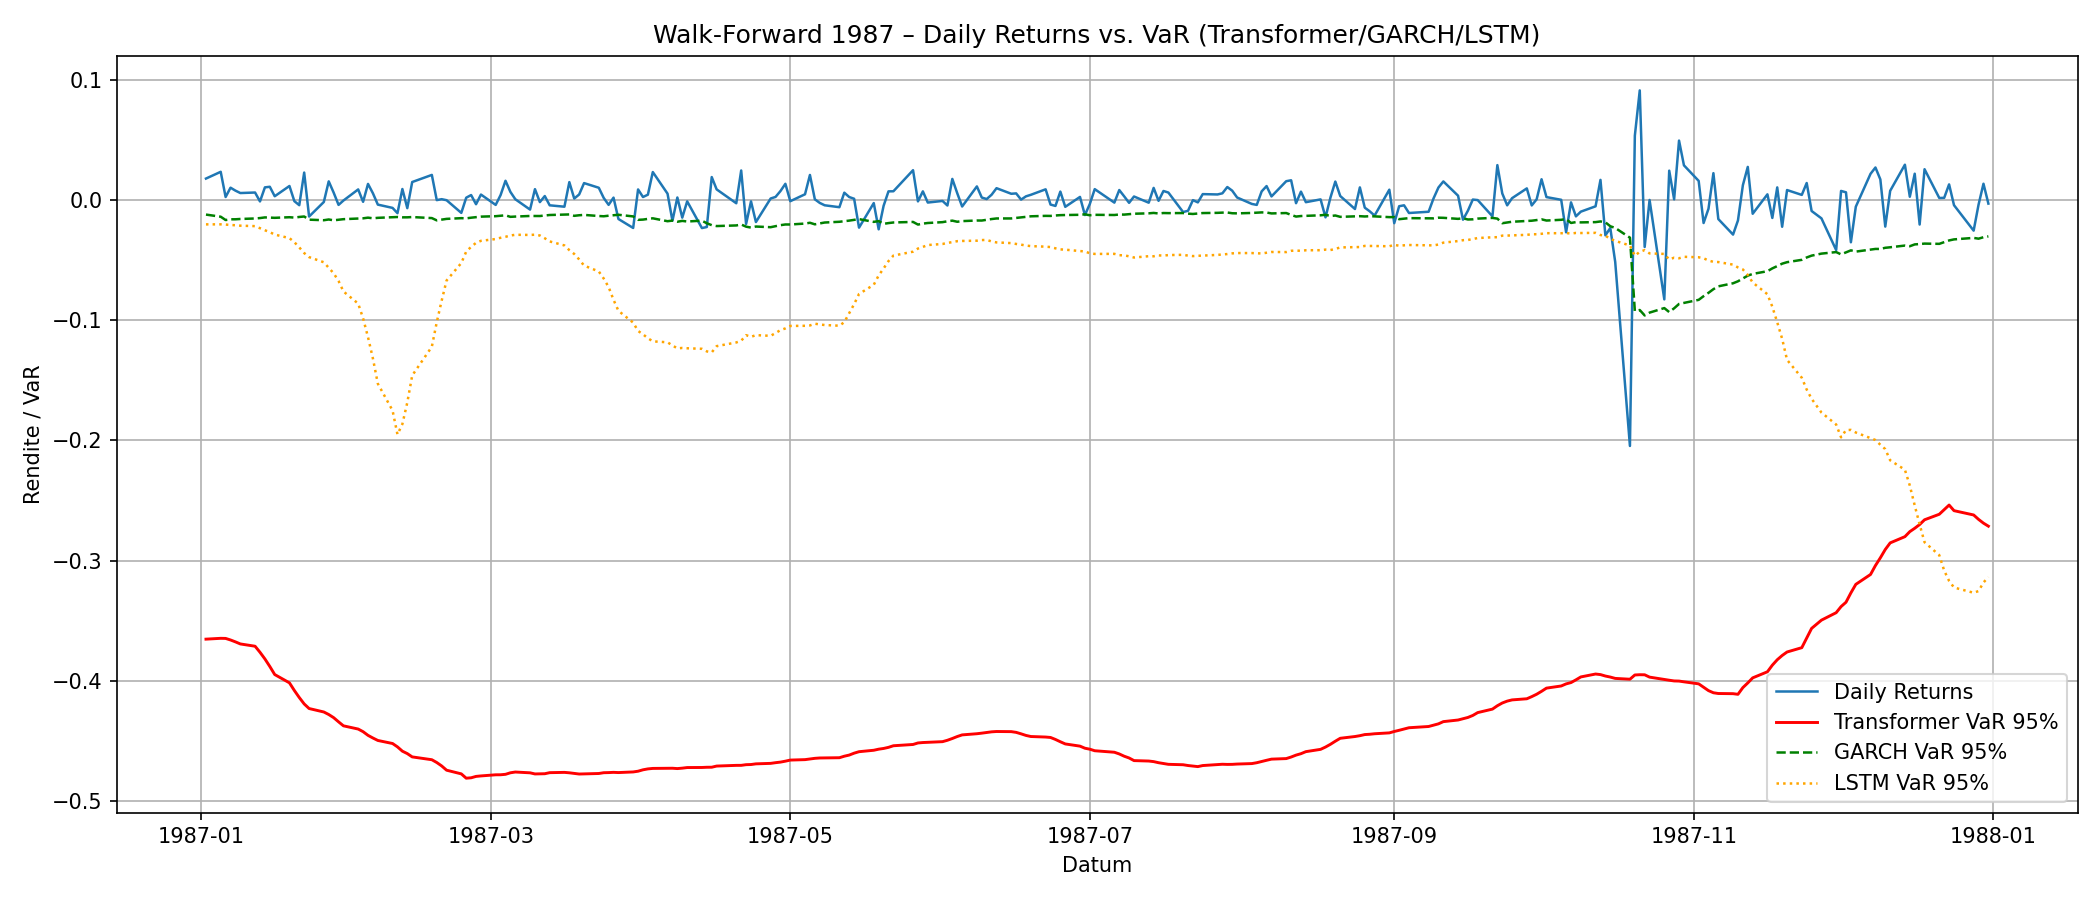 Walk-Forward 1987 – Daily Returns vs. VaR (Transformer/GARCH/LSTM)
Rendite / VaR
0.1
0.0
−0.1
−0.2
−0.3
−0.4
−0.5
Daily Returns
Transformer VaR 95%
GARCH VaR 95%
LSTM VaR 95%
1987-01 1987-03 1987-05 1987-07 1987-09 1987-11 1988-01
Datum